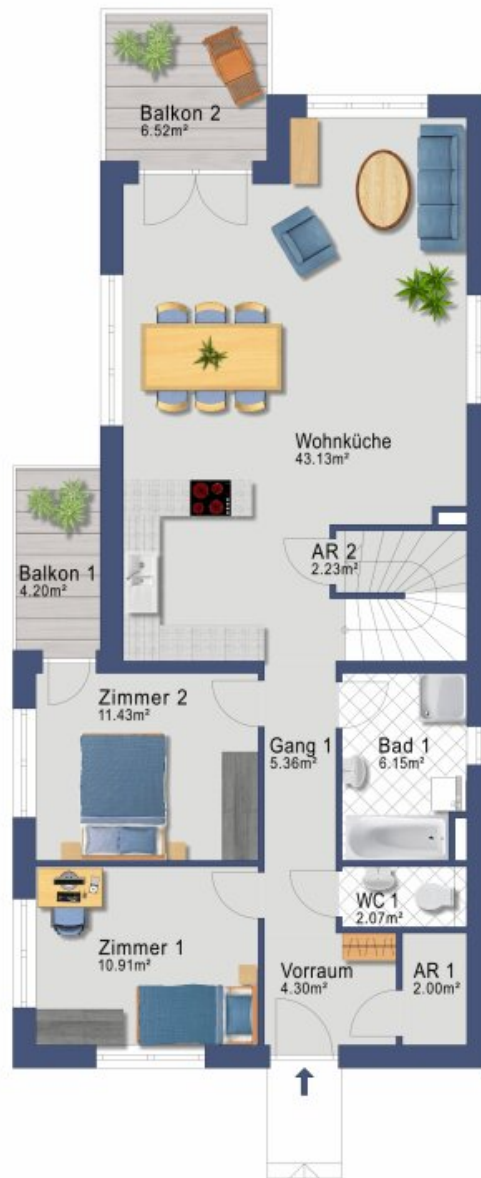 Balkon 2
6.52m²
Wohnküche
43.13m²
AR 2
2.23m²
Balkon 1
4.20m²
Zimmer 2
11.43m²
Gang 1
5.36m²
Bad 1
6.15m²
WC 1
2.07m²
Zimmer 1
10.91m²
Vorraum
4.30m²
AR 1
2.00m²